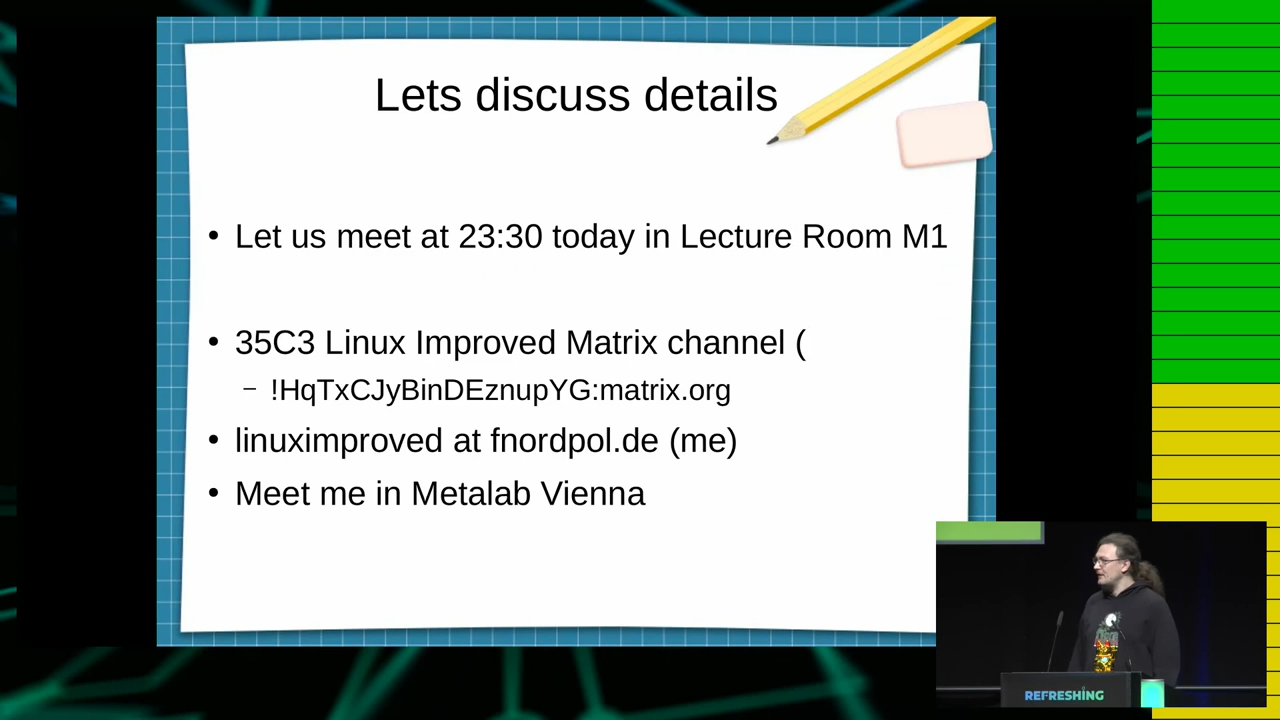 Lets discuss details
• Let us meet at 23:30 today in Lecture Room M1
• 35C3 Linux Improved Matrix channel (
– !HqTxCJyBinDEznupYG:matrix.org
• linuximproved at fnordpol.de (me)
• Meet me in Metalab Vienna
REFRESHING